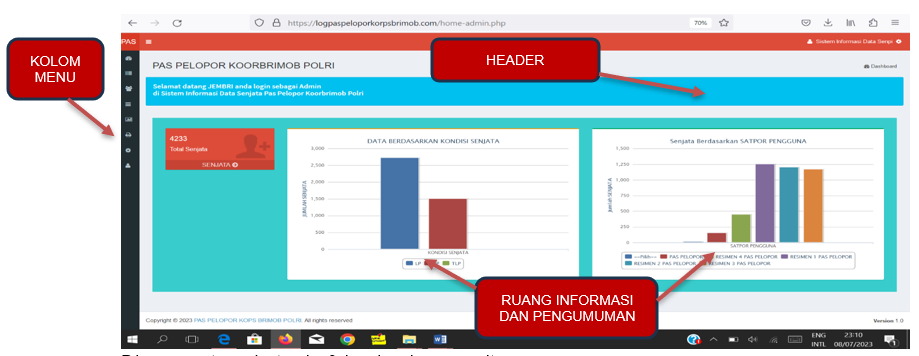 https://logpaspeloporkorpsbrimob.com/home-admin.php
70%
PAS
Sistem Informasi Data Senpi
KOLOM
MENU
HEADER
PAS PELOPOR KOORBRIMOB POLRI
Dashboard
Selamat datang JEMBRI anda login sebagai Admin
di Sistem Informasi Data Senjata Pas Pelopor Koorbrimob Polri
4233
Total Senjata
SENJATA
DATA BERDASARKAN KONDISI SENJATA
JUMLAH SENJATA
3,000
2,500
2,000
1,500
1,000
500
0
KONDISI SENJATA
LP
TLP
Senjata Berdasarkan SATPOR PENGGUNA
Jumlah SENJATA
1,500
1,250
1,000
750
500
250
0
SATPOR PENGGUNA
---Pilih--- PAS PELOPOR RESIMEN 4 PAS PELOPOR RESIMEN 1 PAS PELOPOR
RESIMEN 2 PAS PELOPOR RESIMEN 3 PAS PELOPOR
RUANG INFORMASI
DAN PENGUMUMAN
Copyright © 2023 PAS PELOPOR KOPS BRIMOB POLRI. All rights reserved.
Version 1.0
ENG
INTL
23:10
08/07/2023